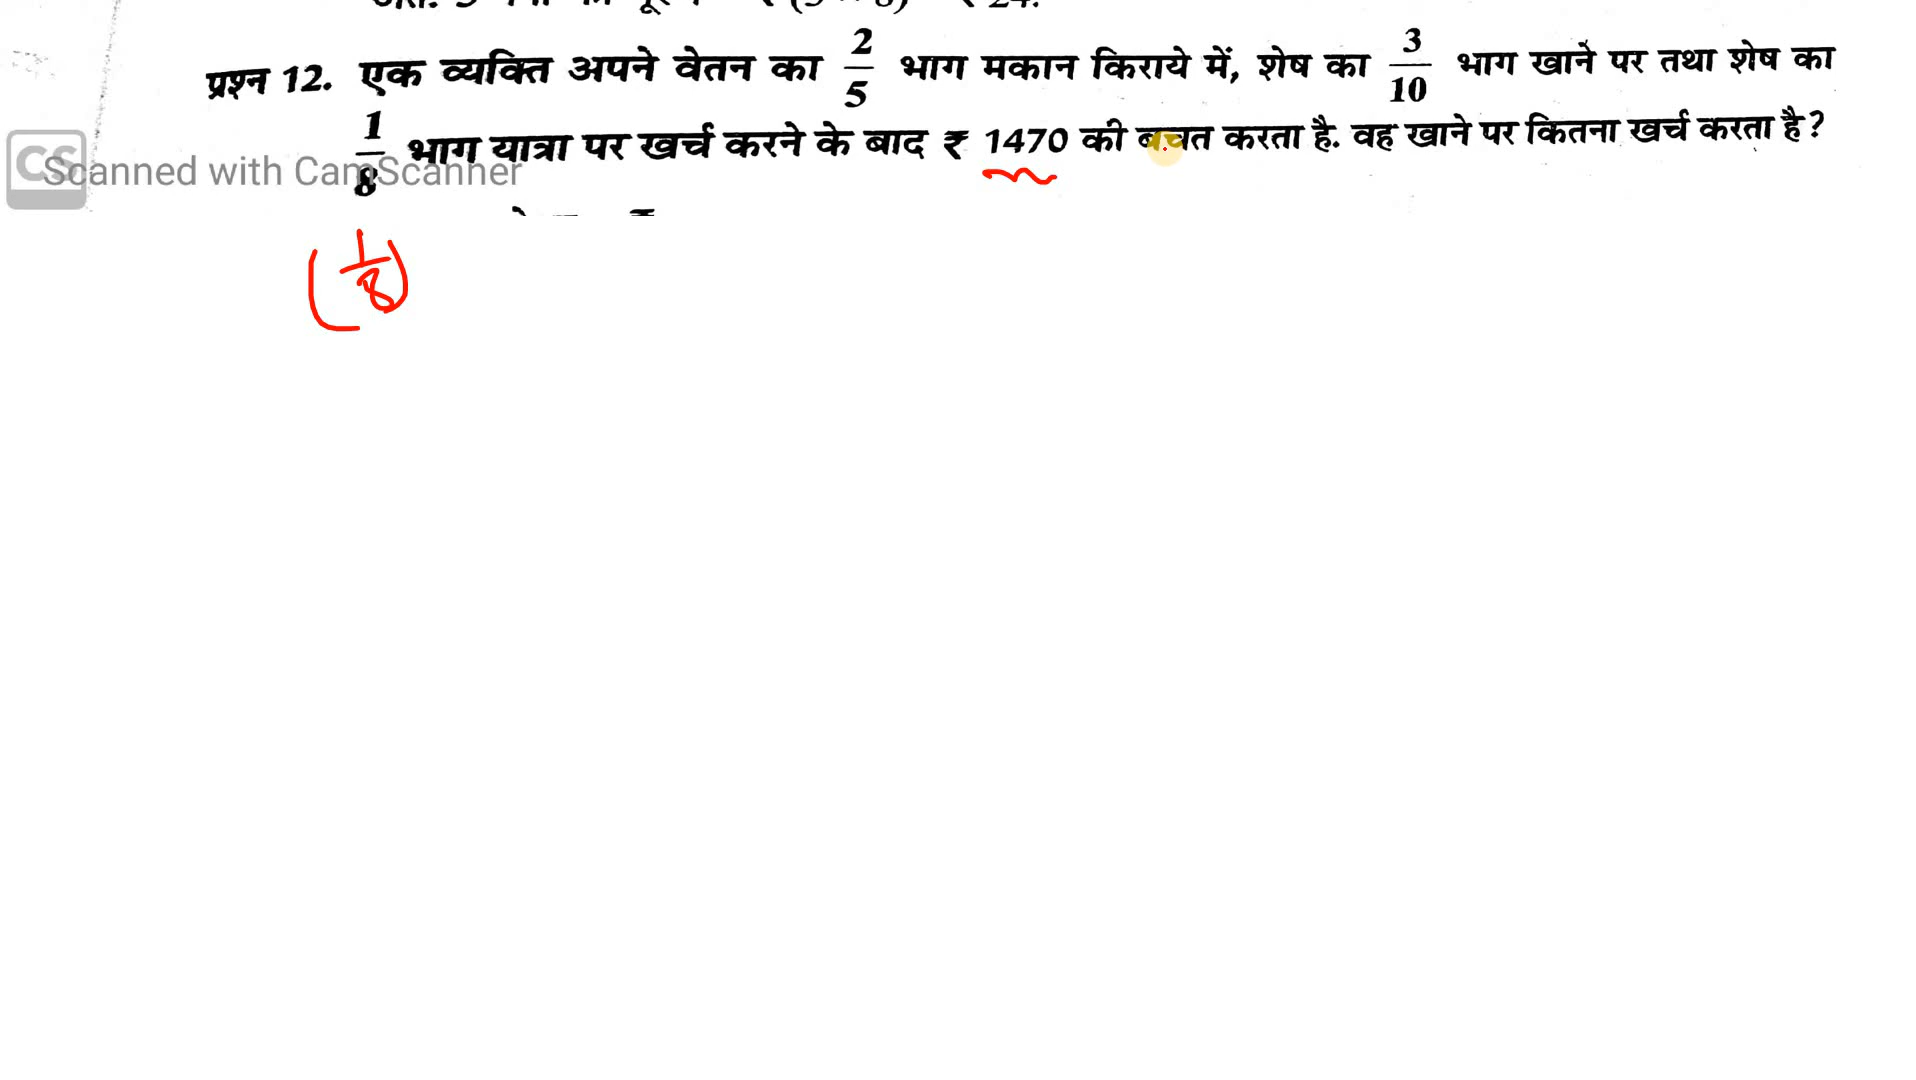 प्रश्न 12. एक व्यक्ति अपने वेतन का 2/5 भाग मकान किराये में, शेष का 3/10 भाग खाने पर तथा शेष का
1/8 भाग यात्रा पर खर्च करने के बाद ₹ 1470 की बचत करता है. वह खाने पर कितना खर्च करता है?
CS Scanned with CamScanner
(1/8)